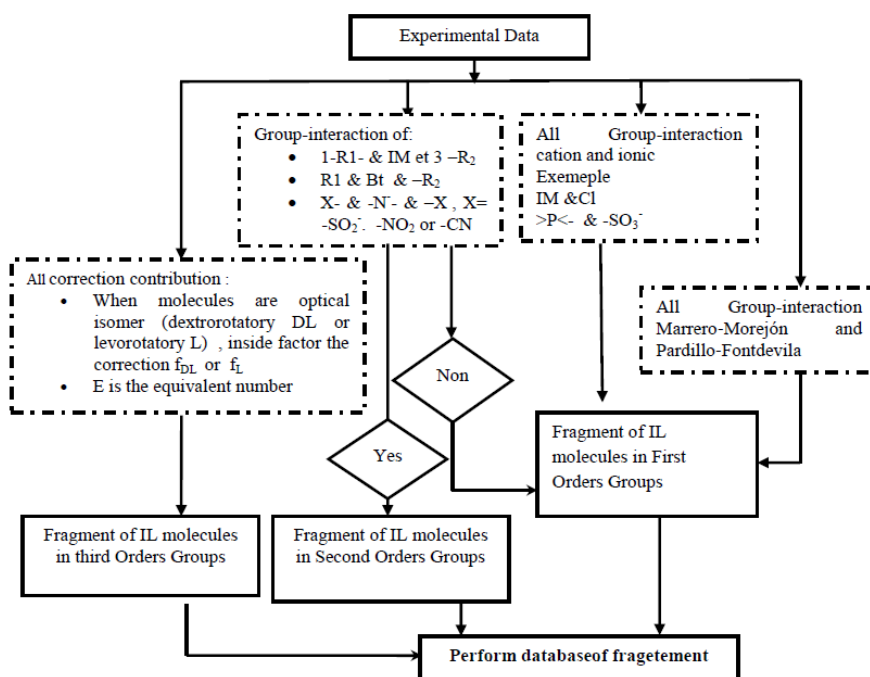 Experimental Data
Group-interaction of:
• 1-R1- & IM et 3 –R₂
• R1 & Bt & –R₂
• X- & -N⁻- & –X , X=
-SO₂⁻. -NO₂ or -CN
All Group-interaction
cation and ionic
Exemeple
IM &Cl
>P<- & -SO₃⁻
All correction contribution :
• When molecules are optical
isomer (dextrorotatory DL or
levorotatory L) , inside factor the
correction f_DL or f_L
• E is the equivalent number
All Group-interaction
Marrero-Morejón and
Pardillo-Fontdevila
Non
Yes
Fragment of IL
molecules in First
Orders Groups
Fragment of IL molecules
in third Orders Groups
Fragment of IL molecules
in Second Orders Groups
Perform databaseof fragetement